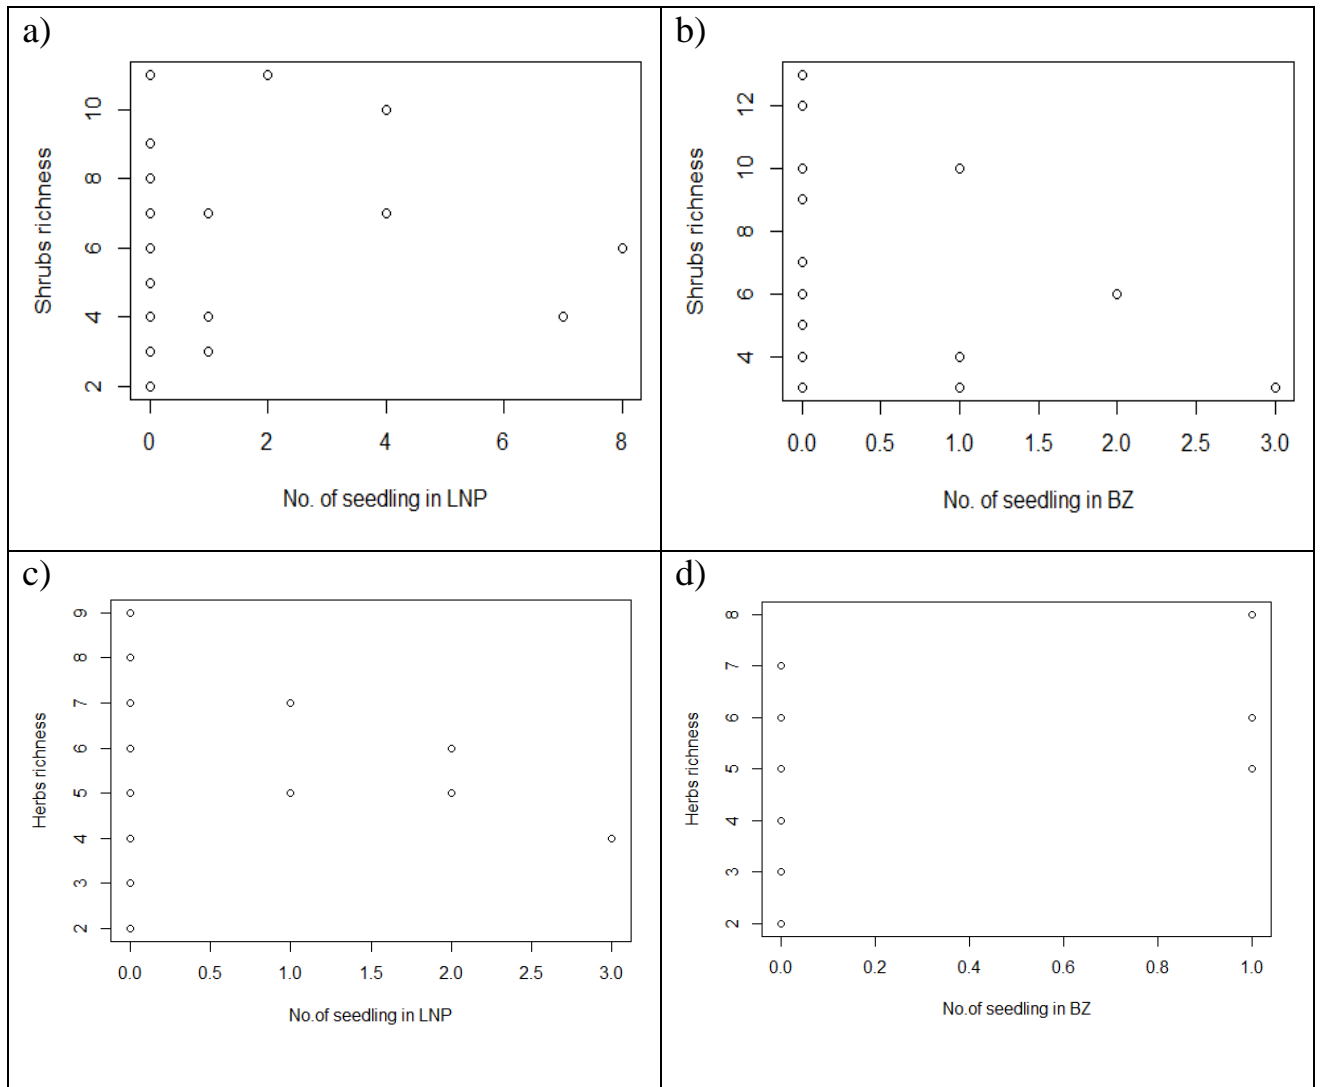 a)
Shrubs richness
10
8
6
4
2
0 2 4 6 8
No. of seedling in LNP
b)
Shrubs richness
12
10
8
6
4
0.0 0.5 1.0 1.5 2.0 2.5 3.0
No. of seedling in BZ
c)
Herbs richness
9
8
7
6
5
4
3
2
0.0 0.5 1.0 1.5 2.0 2.5 3.0
No.of seedling in LNP
d)
Herbs richness
8
7
6
5
4
3
2
0.0 0.2 0.4 0.6 0.8 1.0
No.of seedling in BZ